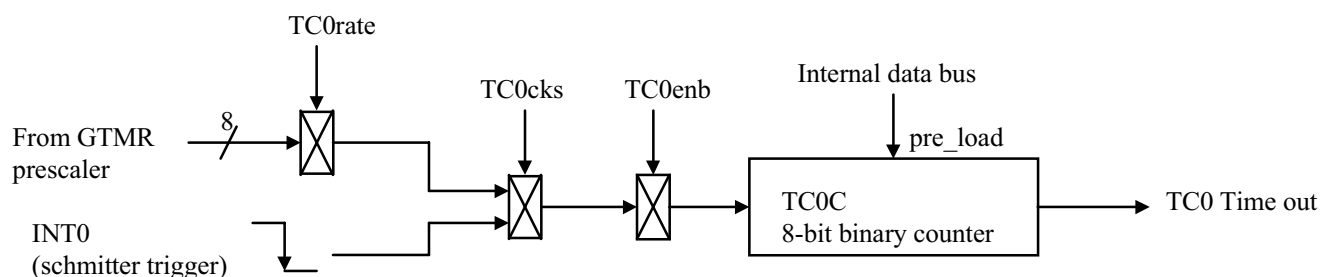 TC0rate
Internal data bus
TC0cks
TC0enb
8
From GTMR
prescaler
pre_load
TC0C
8-bit binary counter
TC0 Time out
INT0
(schmitter trigger)